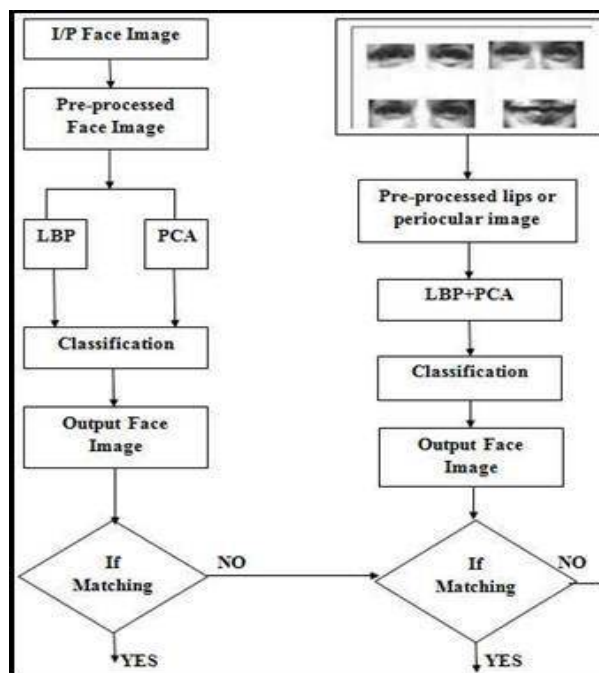 I/P Face Image
Pre-processed
Face Image
LBP
PCA
Classification
Output Face
Image
If
Matching
NO
YES
Pre-processed lips or
periocular image
LBP+PCA
Classification
Output Face
Image
If
Matching
NO
YES